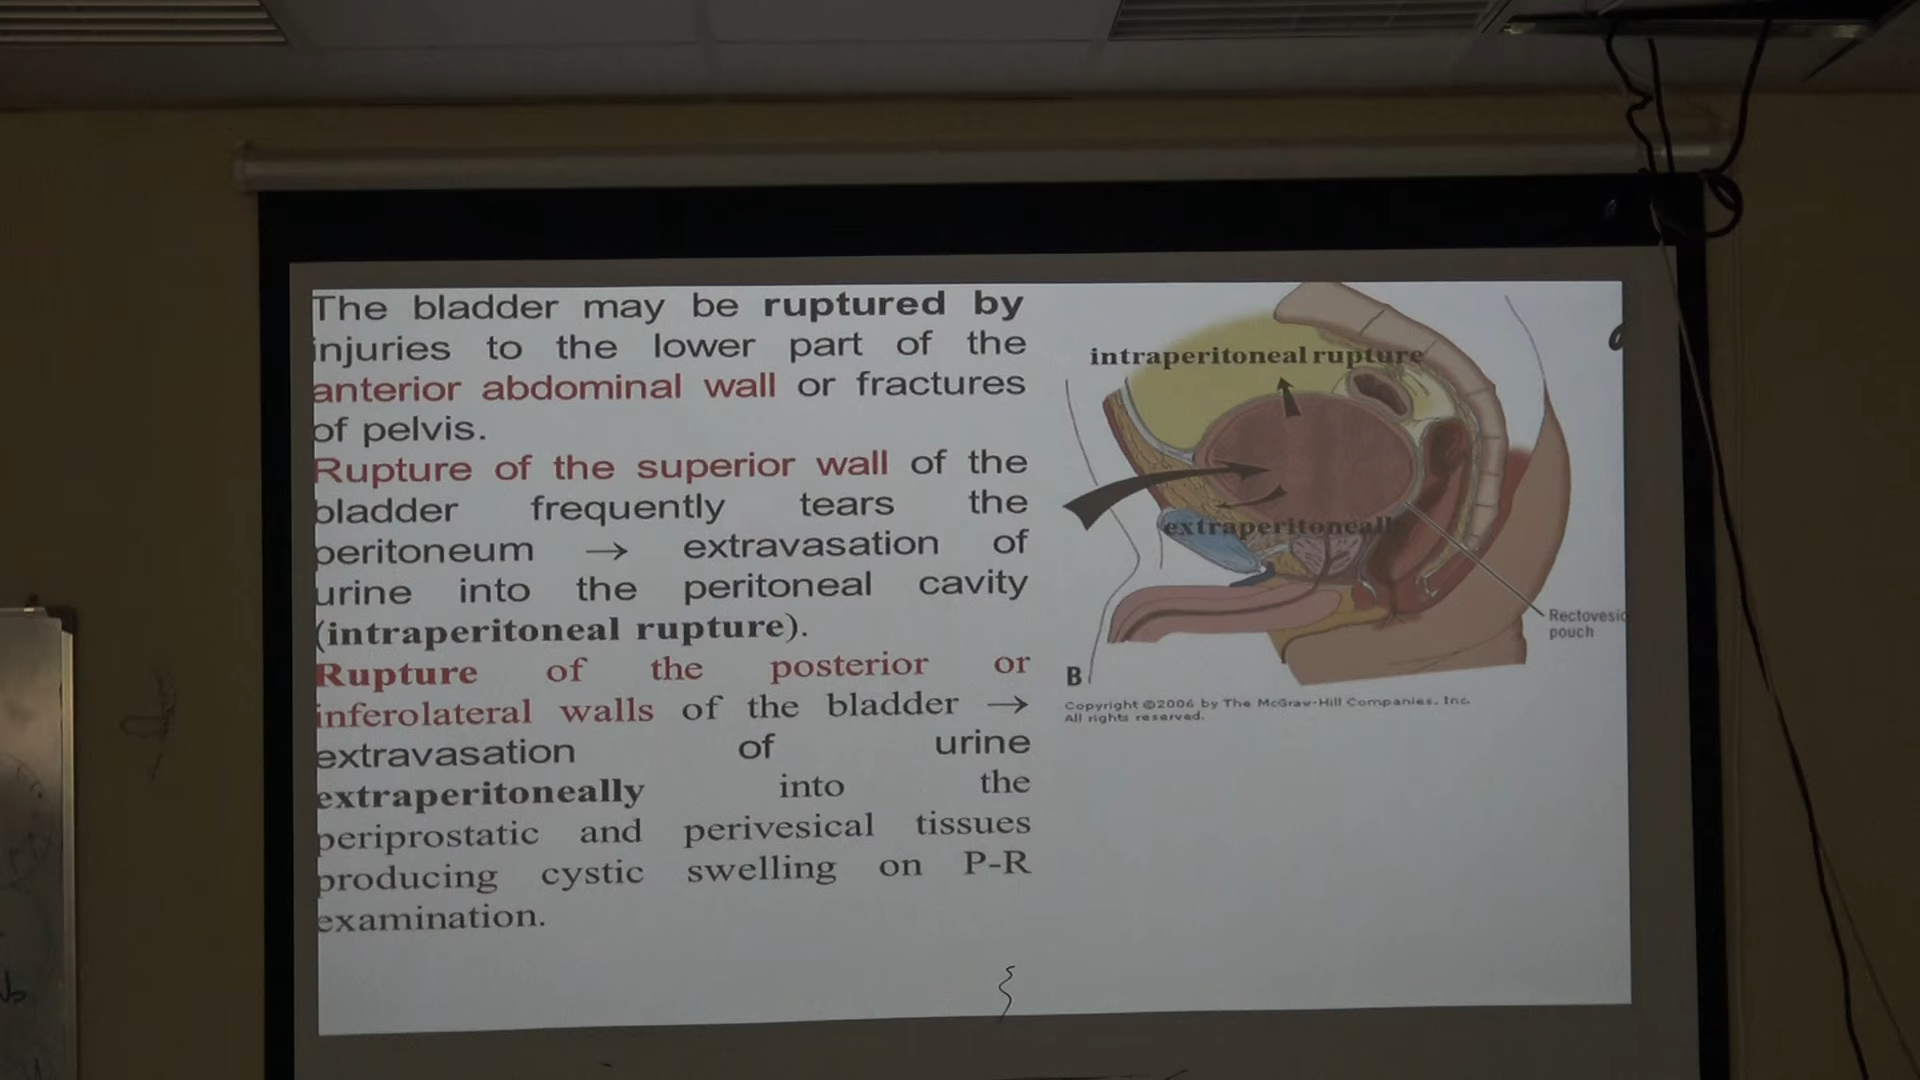 The bladder may be ruptured by
injuries to the lower part of the
anterior abdominal wall or fractures
of pelvis.
Rupture of the superior wall of the
bladder frequently tears the
peritoneum → extravasation of
urine into the peritoneal cavity
(intraperitoneal rupture).
Rupture of the posterior or
inferolateral walls of the bladder →
extravasation of urine
extraperitoneally into the
periprostatic and perivesical tissues
producing cystic swelling on P-R
examination.
intraperitoneal rupture
extraperitoneall
Rectovesic
pouch
B
Copyright ©2006 by The McGraw-Hill Companies, Inc.
All rights reserved.